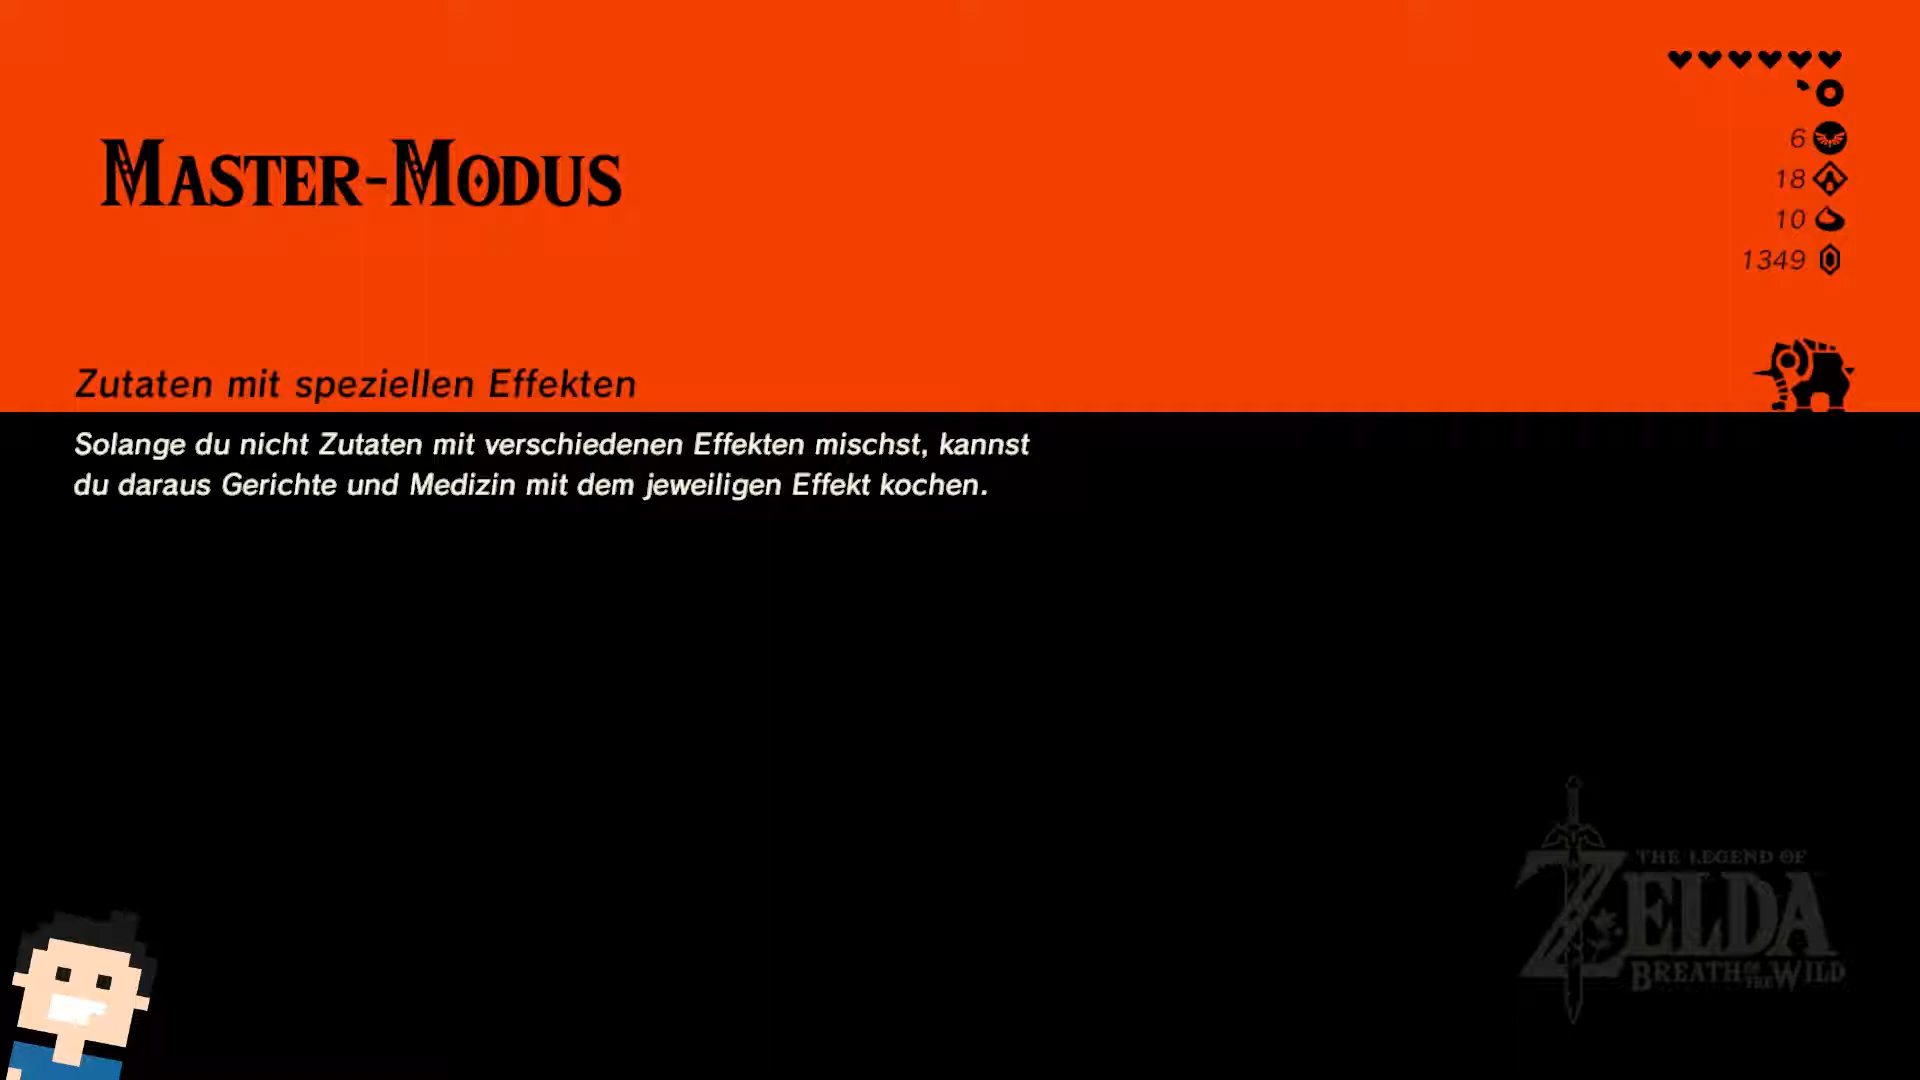 MASTER-MODUS
6
18
10
1349
Zutaten mit speziellen Effekten
Solange du nicht Zutaten mit verschiedenen Effekten mischst, kannst
du daraus Gerichte und Medizin mit dem jeweiligen Effekt kochen.
THE LEGEND OF
ZELDA
BREATH OF THE WILD